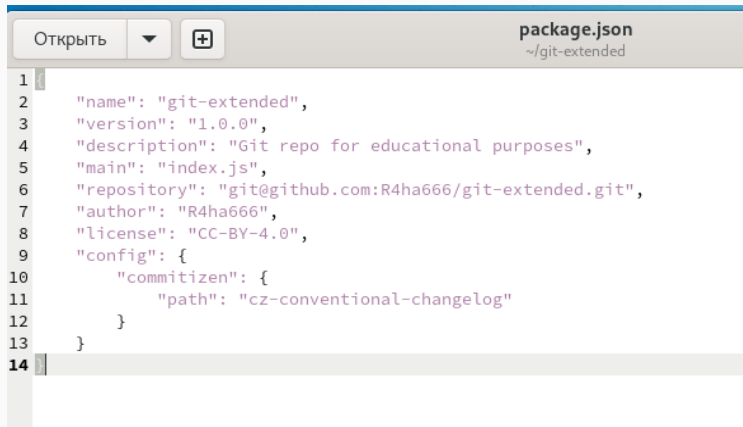 Открыть
package.json
~/git-extended
1 {
2 "name": "git-extended",
3 "version": "1.0.0",
4 "description": "Git repo for educational purposes",
5 "main": "index.js",
6 "repository": "git@github.com:R4ha666/git-extended.git",
7 "author": "R4ha666",
8 "license": "CC-BY-4.0",
9 "config": {
10 "commitizen": {
11 "path": "cz-conventional-changelog"
12 }
13 }
14 }